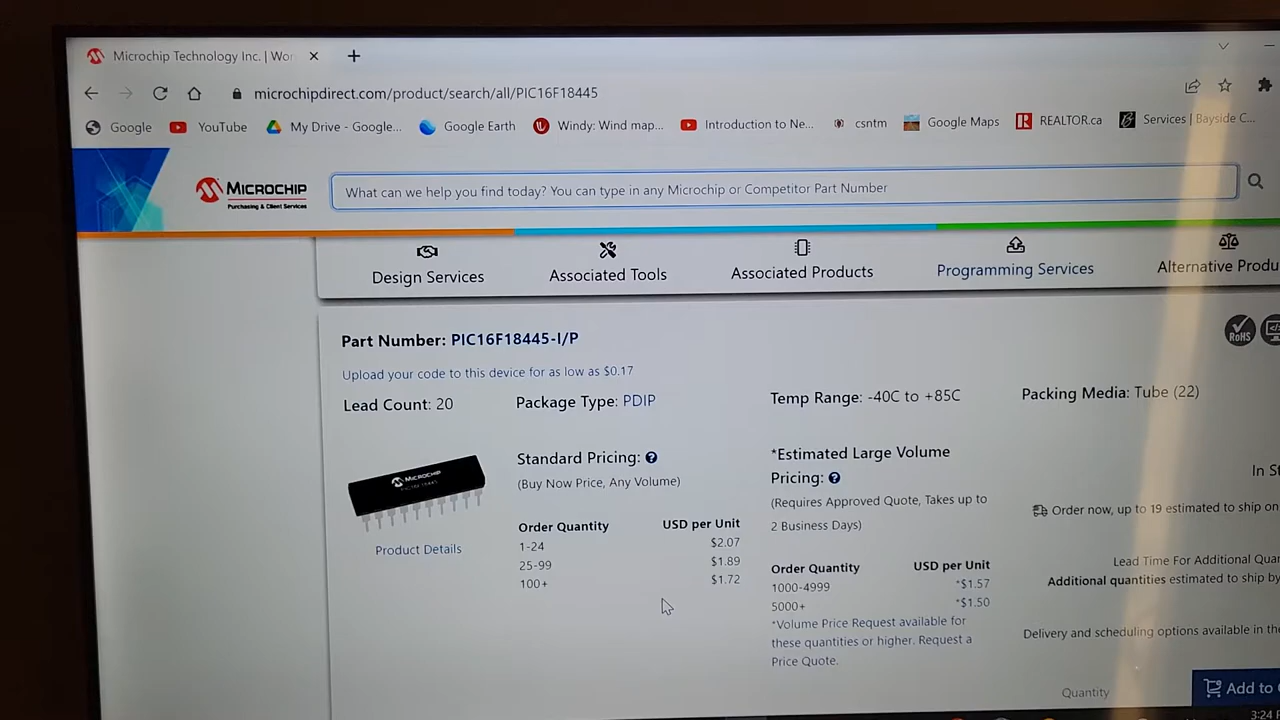 Microchip Technology Inc. | Wor
microchipdirect.com/product/search/all/PIC16F18445
Google YouTube My Drive - Google... Google Earth Windy: Wind map... Introduction to Ne... csntm Google Maps REALTOR.ca Services | Bayside C...
MICROCHIP
Purchasing & Client Services
What can we help you find today? You can type in any Microchip or Competitor Part Number
Design Services Associated Tools Associated Products Programming Services Alternative Produ
Part Number: PIC16F18445-I/P
RoHS
Upload your code to this device for as low as $0.17
Lead Count: 20 Package Type: PDIP Temp Range: -40C to +85C Packing Media: Tube (22)
MICROCHIP
PIC16F18445
Product Details
Standard Pricing:
(Buy Now Price, Any Volume)
Order Quantity USD per Unit
1-24 $2.07
25-99 $1.89
100+ $1.72
*Estimated Large Volume
Pricing:
(Requires Approved Quote, Takes up to
2 Business Days)
Order Quantity USD per Unit
1000-4999 *$1.57
5000+ *$1.50
*Volume Price Request available for
these quantities or higher. Request a
Price Quote.
In S
Order now, up to 19 estimated to ship on
Lead Time For Additional Qua
Additional quantities estimated to ship by
Delivery and scheduling options available in the
Quantity Add to
3:24